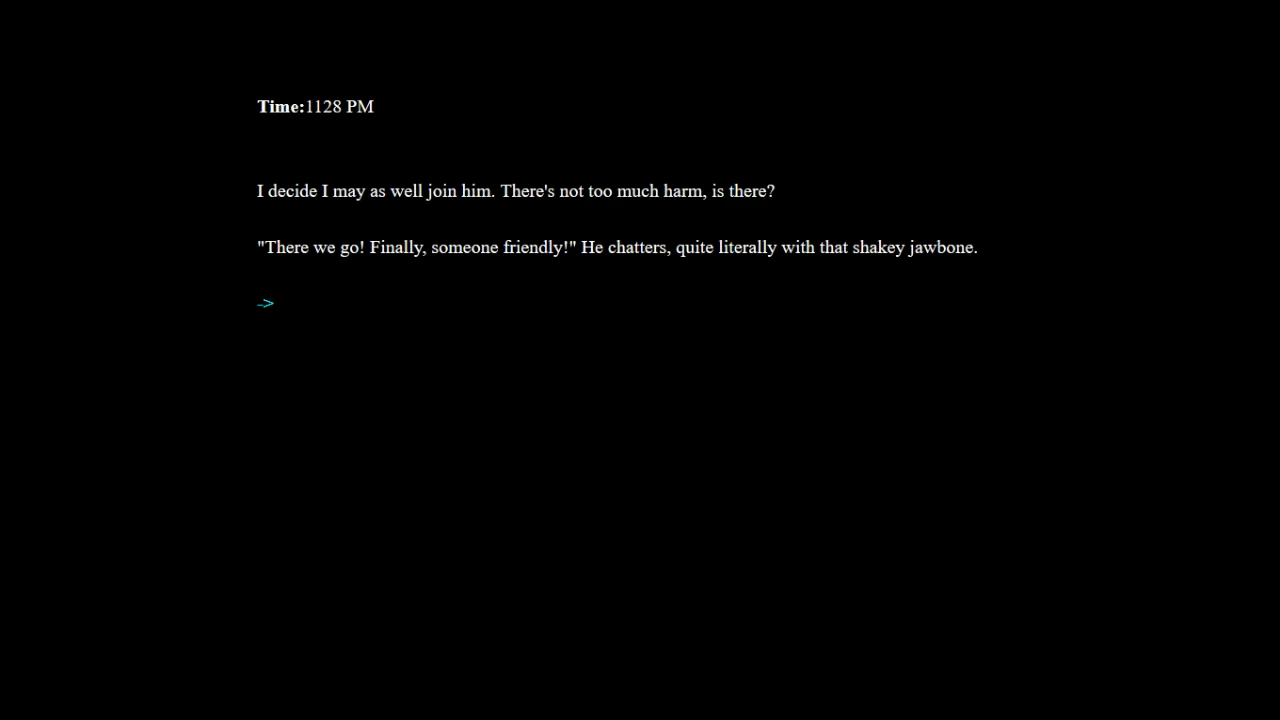 Time:1128 PM
I decide I may as well join him. There's not too much harm, is there?
"There we go! Finally, someone friendly!" He chatters, quite literally with that shakey jawbone.
->